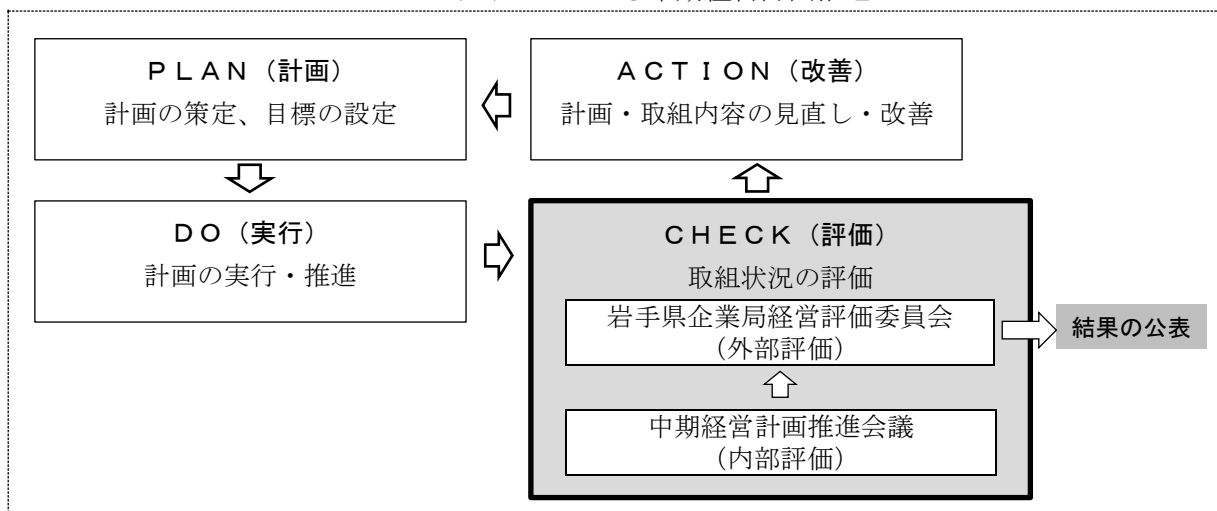 ＰＬＡＮ（計画）
計画の策定、目標の設定
ＡＣＴＩＯＮ（改善）
計画・取組内容の見直し・改善
ＤＯ（実行）
計画の実行・推進
ＣＨＥＣＫ（評価）
取組状況の評価
岩手県企業局経営評価委員会
（外部評価）
結果の公表
中期経営計画推進会議
（内部評価）